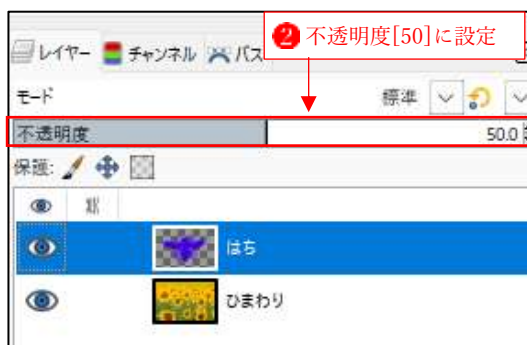 ❷ 不透明度[50]に設定
レイヤー チャンネル パス
モード 標準
不透明度 50.0
保護:
はち
ひまわり